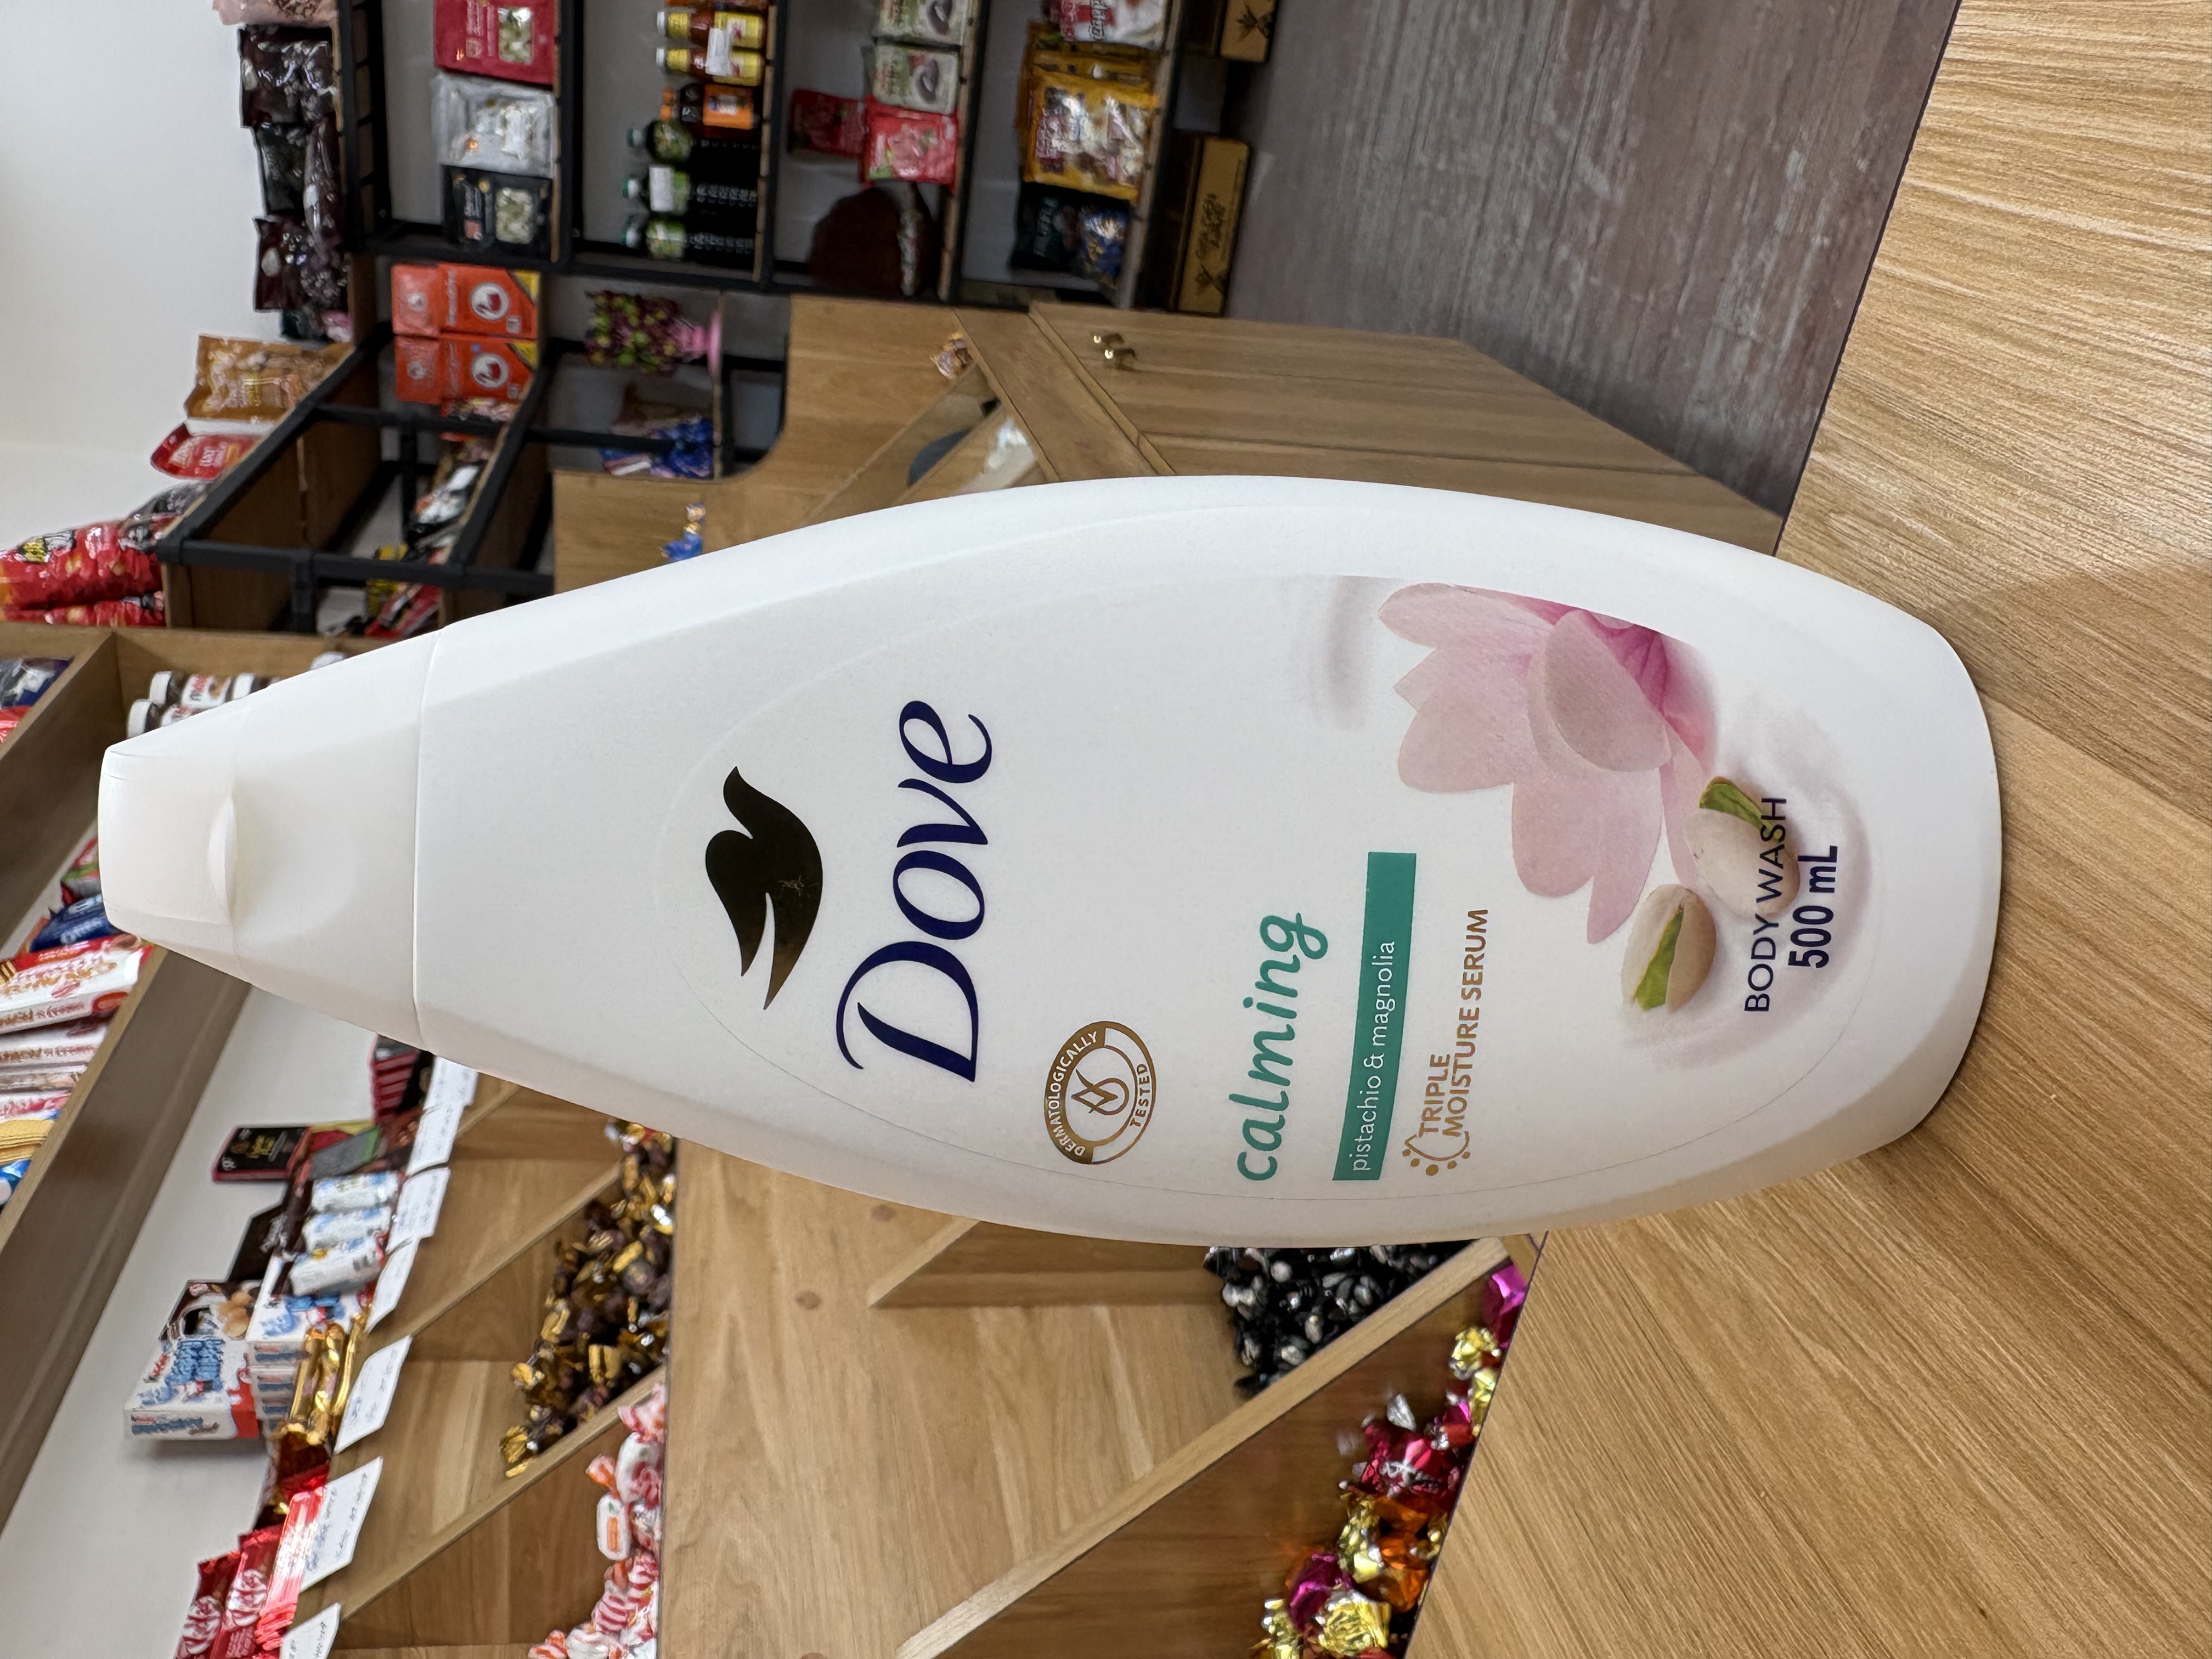 Dove
DERMATOLOGICALLY
TESTED
calming
pistachio & magnolia
TRIPLE
MOISTURE SERUM
BODY WASH
500 mL